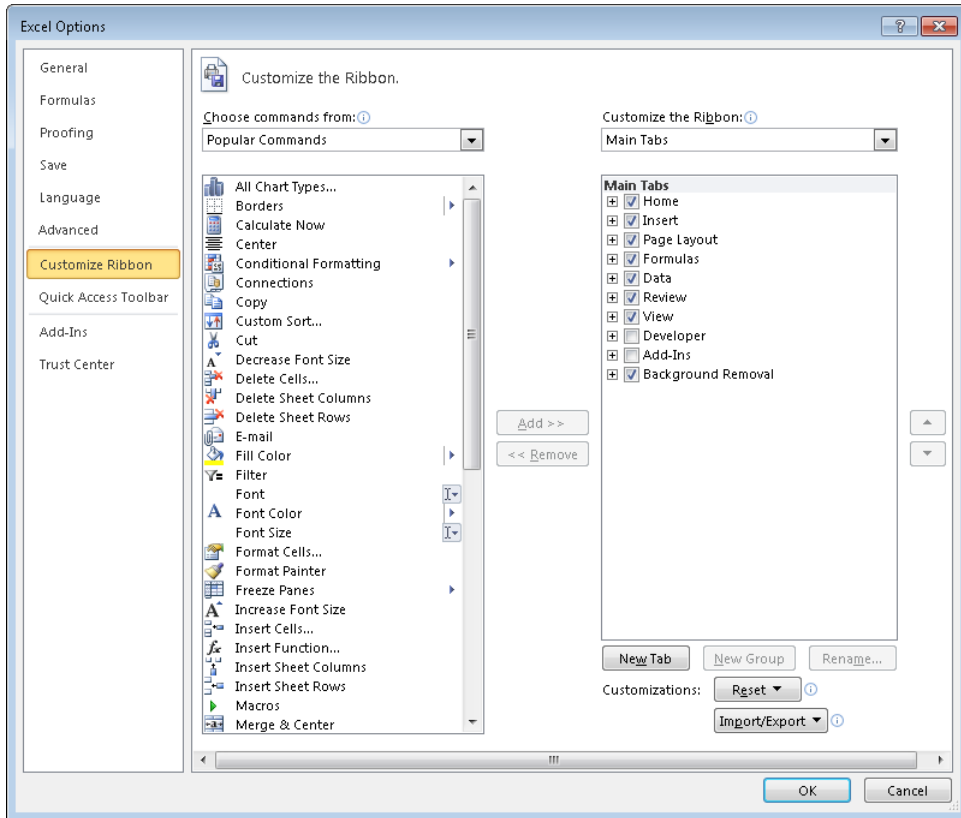 Excel Options
General
Formulas
Proofing
Save
Language
Advanced
Customize Ribbon
Quick Access Toolbar
Add-Ins
Trust Center
Customize the Ribbon.
Choose commands from:
Popular Commands
All Chart Types...
Borders
Calculate Now
Center
Conditional Formatting
Connections
Copy
Custom Sort...
Cut
Decrease Font Size
Delete Cells...
Delete Sheet Columns
Delete Sheet Rows
E-mail
Fill Color
Filter
Font
Font Color
Font Size
Format Cells...
Format Painter
Freeze Panes
Increase Font Size
Insert Cells...
Insert Function...
Insert Sheet Columns
Insert Sheet Rows
Macros
Merge & Center
Add >>
<< Remove
Customize the Ribbon:
Main Tabs
Main Tabs
Home
Insert
Page Layout
Formulas
Data
Review
View
Developer
Add-Ins
Background Removal
New Tab New Group Rename...
Customizations: Reset
Import/Export
OK Cancel